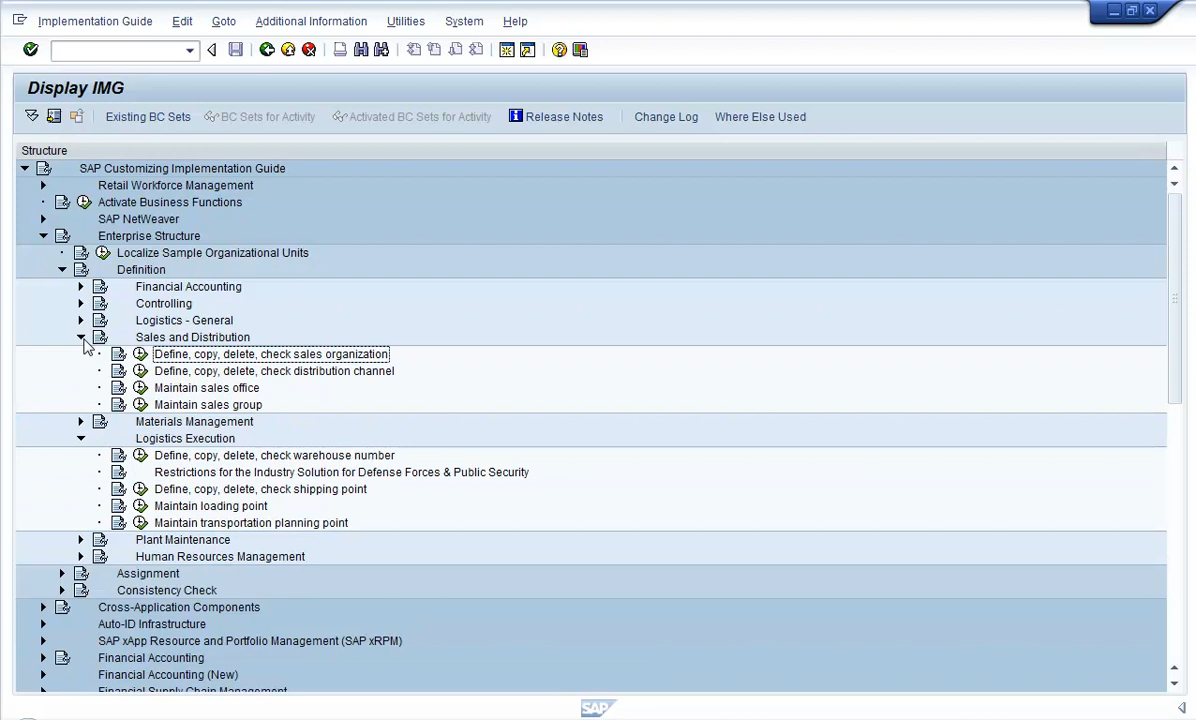 Implementation Guide Edit Goto Additional Information Utilities System Help
Display IMG
Existing BC Sets BC Sets for Activity Activated BC Sets for Activity Release Notes Change Log Where Else Used
Structure
SAP Customizing Implementation Guide
Retail Workforce Management
Activate Business Functions
SAP NetWeaver
Enterprise Structure
Localize Sample Organizational Units
Definition
Financial Accounting
Controlling
Logistics - General
Sales and Distribution
Define, copy, delete, check sales organization
Define, copy, delete, check distribution channel
Maintain sales office
Maintain sales group
Materials Management
Logistics Execution
Define, copy, delete, check warehouse number
Restrictions for the Industry Solution for Defense Forces & Public Security
Define, copy, delete, check shipping point
Maintain loading point
Maintain transportation planning point
Plant Maintenance
Human Resources Management
Assignment
Consistency Check
Cross-Application Components
Auto-ID Infrastructure
SAP xApp Resource and Portfolio Management (SAP xRPM)
Financial Accounting
Financial Accounting (New)
Financial Supply Chain Management
SAP